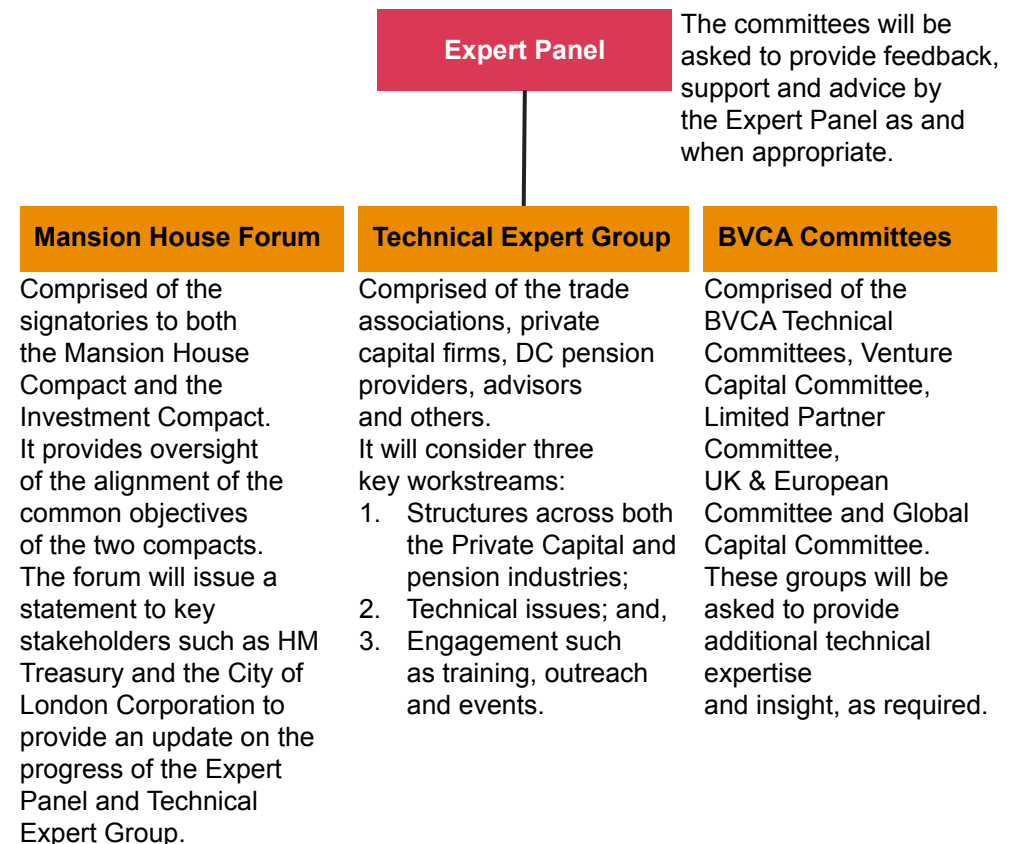 Expert Panel
The committees will be
asked to provide feedback,
support and advice by
the Expert Panel as and
when appropriate.
Mansion House Forum
Comprised of the
signatories to both
the Mansion House
Compact and the
Investment Compact.
It provides oversight
of the alignment of the
common objectives
of the two compacts.
The forum will issue a
statement to key
stakeholders such as HM
Treasury and the City of
London Corporation to
provide an update on the
progress of the Expert
Panel and Technical
Expert Group.
Technical Expert Group
Comprised of the trade
associations, private
capital firms, DC pension
providers, advisors
and others.
It will consider three
key workstreams:
1. Structures across both
the Private Capital and
pension industries;
2. Technical issues; and,
3. Engagement such
as training, outreach
and events.
BVCA Committees
Comprised of the
BVCA Technical
Committees, Venture
Capital Committee,
Limited Partner
Committee,
UK & European
Committee and Global
Capital Committee.
These groups will be
asked to provide
additional technical
expertise
and insight, as required.